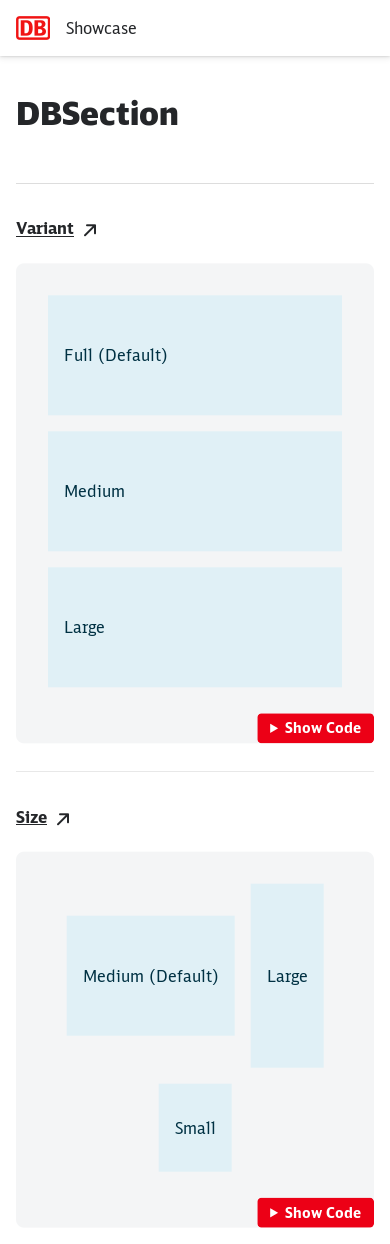 DB Showcase
DBSection
Variant
Full (Default)
Medium
Large
Show Code
Size
Medium (Default)
Large
Small
Show Code